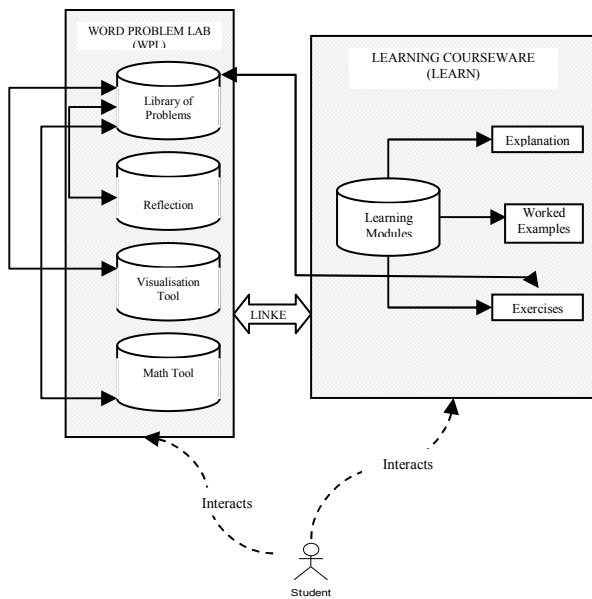 WORD PROBLEM LAB
(WPL)
Library of
Problems
Reflection
Visualisation
Tool
Math Tool
LINKE
LEARNING COURSEWARE
(LEARN)
Explanation
Learning
Modules
Worked
Examples
Exercises
Interacts
Interacts
Student